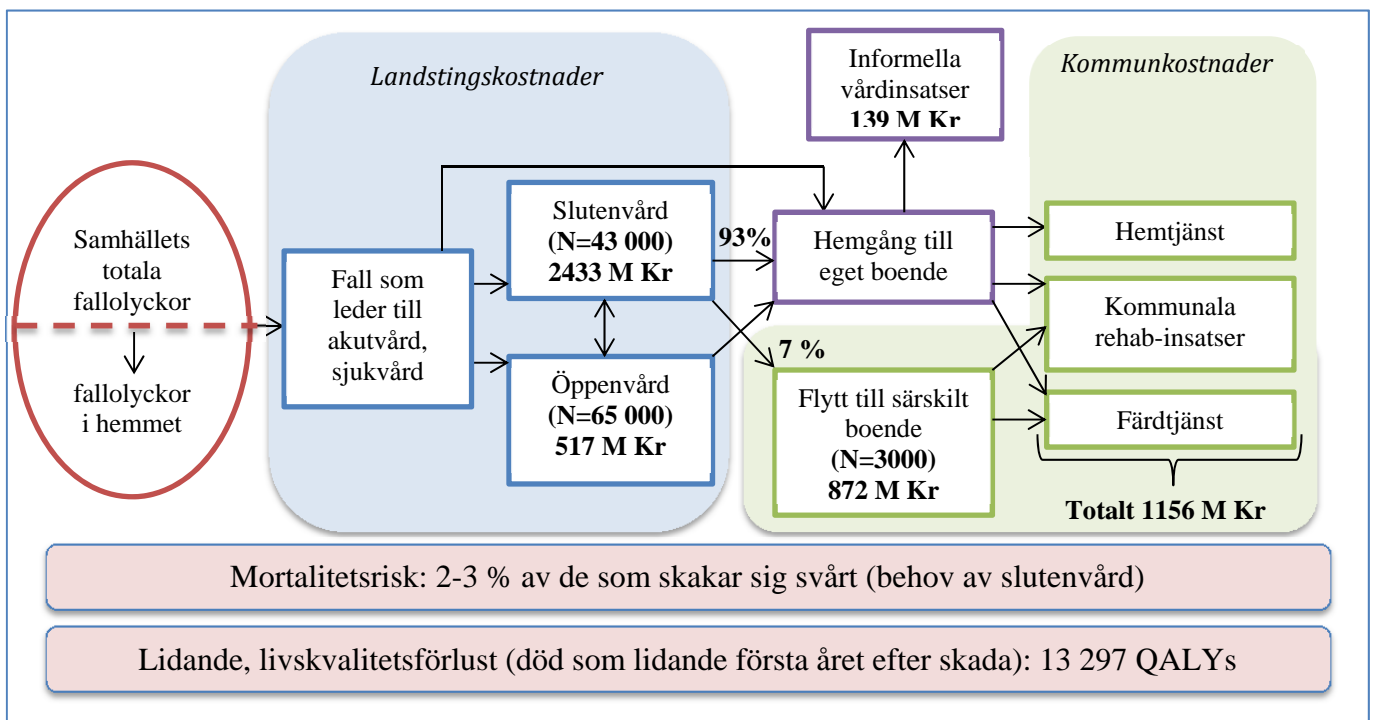 Landstingskostnader
Informella
vårdinsatser
139 M Kr
Kommunkostnader
Samhällets
totala
fallolyckor
fallolyckor
i hemmet
Fall som
leder till
akutvård,
sjukvård
Slutenvård
(N=43 000)
2433 M Kr
93%
Hemgång till
eget boende
Hemtjänst
Kommunala
rehab-insatser
Öppenvård
(N=65 000)
517 M Kr
7 %
Flytt till särskilt
boende
(N=3000)
872 M Kr
Färdtjänst
Totalt 1156 M Kr
Mortalitetsrisk: 2-3 % av de som skakar sig svårt (behov av slutenvård)
Lidande, livskvalitetsförlust (död som lidande första året efter skada): 13 297 QALYs